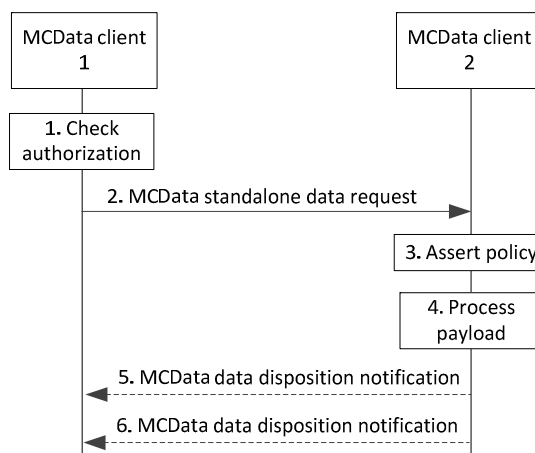 MCData client
1
MCData client
2
1. Check
authorization
2. MCData standalone data request
3. Assert policy
4. Process
payload
5. MCData data disposition notification
6. MCData data disposition notification